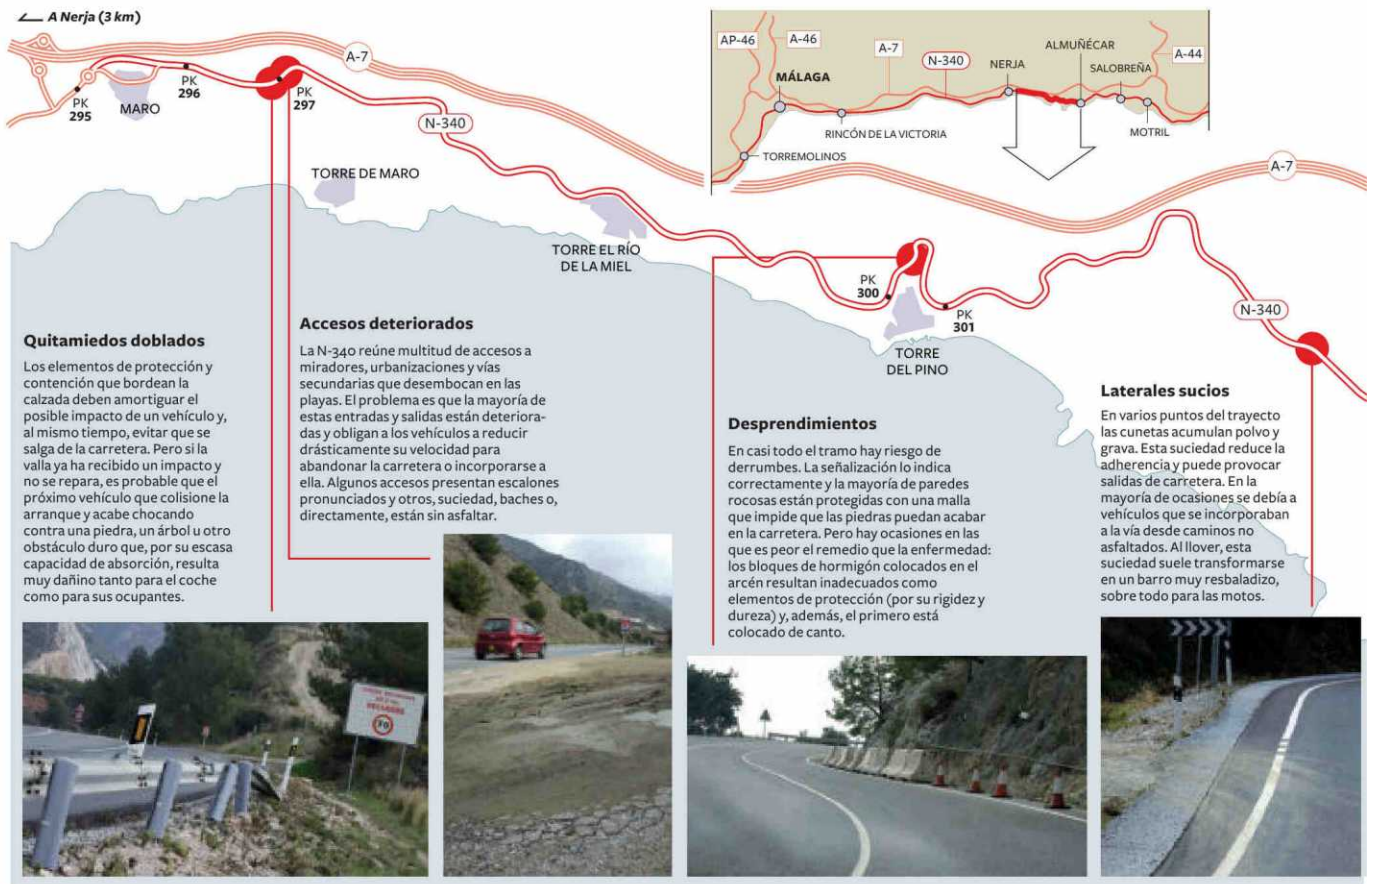 A Nerja (3 km)
A-7
PK
295
MARO
PK
296
PK
297
N-340
TORRE DE MARO
TORRE EL RÍO
DE LA MIEL
PK
300
PK
301
TORRE
DEL PINO
A-7
N-340
AP-46
A-46
A-7
N-340
NERJA
ALMUÑÉCAR
SALOBREÑA
A-44
MÁLAGA
RINCÓN DE LA VICTORIA
MOTRIL
TORREMOLINOS
Quitamiedos doblados
Los elementos de protección y
contención que bordean la
calzada deben amortiguar el
posible impacto de un vehículo y,
al mismo tiempo, evitar que se
salga de la carretera. Pero si la
valla ya ha recibido un impacto y
no se repara, es probable que el
próximo vehículo que colisione la
arranque y acabe chocando
contra una piedra, un árbol u otro
obstáculo duro que, por su escasa
capacidad de absorción, resulta
muy dañino tanto para el coche
como para sus ocupantes.
Accesos deteriorados
La N-340 reúne multitud de accesos a
miradores, urbanizaciones y vías
secundarias que desembocan en las
playas. El problema es que la mayoría de
estas entradas y salidas están deteriora-
das y obligan a los vehículos a reducir
drásticamente su velocidad para
abandonar la carretera o incorporarse a
ella. Algunos accesos presentan escalones
pronunciados y otros, suciedad, baches o,
directamente, están sin asfaltar.
Desprendimientos
En casi todo el tramo hay riesgo de
derrumbes. La señalización lo indica
correctamente y la mayoría de paredes
rocosas están protegidas con una malla
que impide que las piedras puedan acabar
en la carretera. Pero hay ocasiones en las
que es peor el remedio que la enfermedad:
los bloques de hormigón colocados en el
arcén resultan inadecuados como
elementos de protección (por su rigidez y
dureza) y, además, el primero está
colocado de canto.
Laterales sucios
En varios puntos del trayecto
las cunetas acumulan polvo y
grava. Esta suciedad reduce la
adherencia y puede provocar
salidas de carretera. En la
mayoría de ocasiones se debía a
vehículos que se incorporaban
a la vía desde caminos no
asfaltados. Al llover, esta
suciedad suele transformarse
en un barro muy resbaladizo,
sobre todo para las motos.